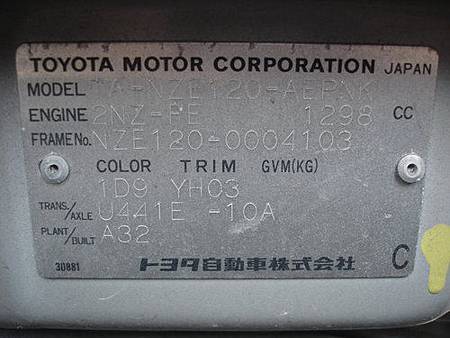 TOYOTA MOTOR CORPORATION JAPAN
MODEL TA-NZE120-AEPNK
ENGINE 2NZ-FE 1298 CC
FRAME No. NZE120-0004103
COLOR TRIM GVM(KG)
1D9 YH03
TRANS./AXLE U441E -10A
PLANT/BUILT A32
30881
トヨタ自動車株式会社
C